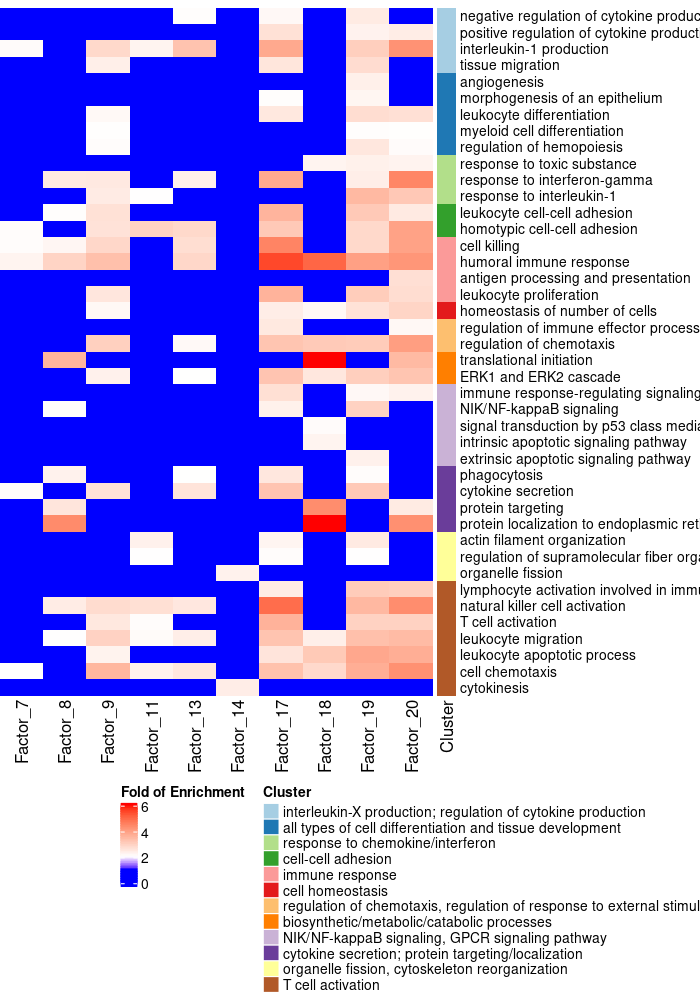 negative regulation of cytokine produc
positive regulation of cytokine product
interleukin-1 production
tissue migration
angiogenesis
morphogenesis of an epithelium
leukocyte differentiation
myeloid cell differentiation
regulation of hemopoiesis
response to toxic substance
response to interferon-gamma
response to interleukin-1
leukocyte cell-cell adhesion
homotypic cell-cell adhesion
cell killing
humoral immune response
antigen processing and presentation
leukocyte proliferation
homeostasis of number of cells
regulation of immune effector process
regulation of chemotaxis
translational initiation
ERK1 and ERK2 cascade
immune response-regulating signaling
NIK/NF-kappaB signaling
signal transduction by p53 class media
intrinsic apoptotic signaling pathway
extrinsic apoptotic signaling pathway
phagocytosis
cytokine secretion
protein targeting
protein localization to endoplasmic reti
actin filament organization
regulation of supramolecular fiber orga
organelle fission
lymphocyte activation involved in immu
natural killer cell activation
T cell activation
leukocyte migration
leukocyte apoptotic process
cell chemotaxis
cytokinesis
Factor_7
Factor_8
Factor_9
Factor_11
Factor_13
Factor_14
Factor_17
Factor_18
Factor_19
Factor_20
Cluster
Fold of Enrichment
6
4
2
0
Cluster
interleukin-X production; regulation of cytokine production
all types of cell differentiation and tissue development
response to chemokine/interferon
cell-cell adhesion
immune response
cell homeostasis
regulation of chemotaxis, regulation of response to external stimul
biosynthetic/metabolic/catabolic processes
NIK/NF-kappaB signaling, GPCR signaling pathway
cytokine secretion; protein targeting/localization
organelle fission, cytoskeleton reorganization
T cell activation